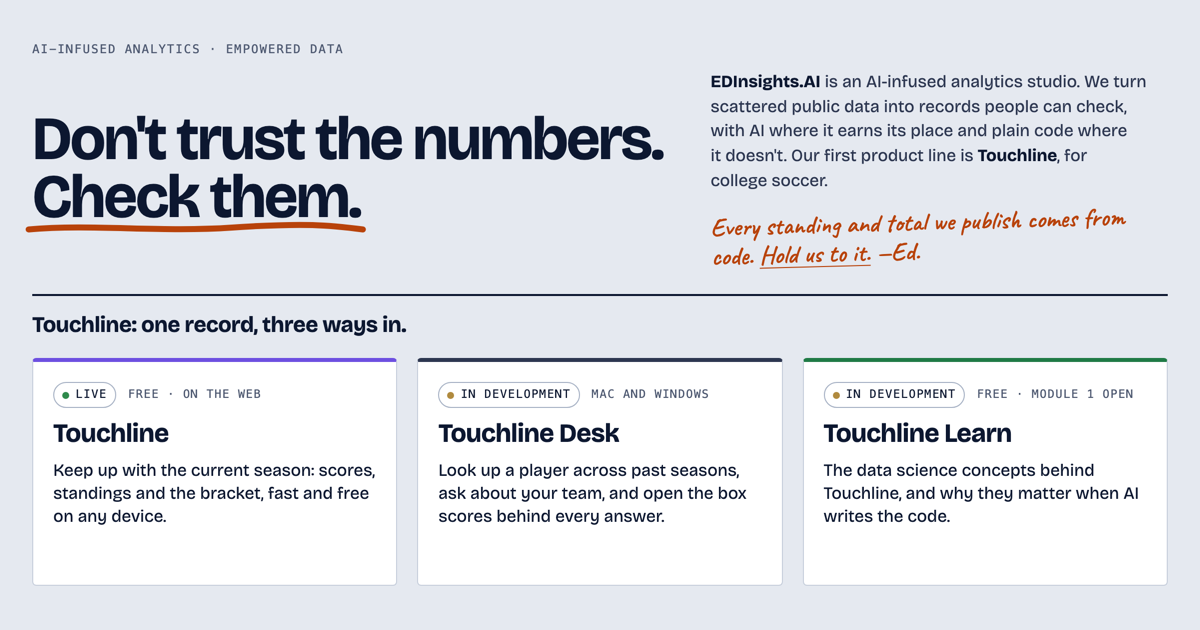 AI-INFUSED ANALYTICS · EMPOWERED DATA
Don't trust the numbers.
Check them.
EDInsights.AI is an AI-infused analytics studio. We turn
scattered public data into records people can check,
with AI where it earns its place and plain code where
it doesn't. Our first product line is Touchline, for
college soccer.
Every standing and total we publish comes from
code. Hold us to it. —Ed.
Touchline: one record, three ways in.
LIVE FREE · ON THE WEB
Touchline
Keep up with the current season: scores,
standings and the bracket, fast and free
on any device.
IN DEVELOPMENT MAC AND WINDOWS
Touchline Desk
Look up a player across past seasons,
ask about your team, and open the box
scores behind every answer.
IN DEVELOPMENT FREE · MODULE 1 OPEN
Touchline Learn
The data science concepts behind
Touchline, and why they matter when AI
writes the code.